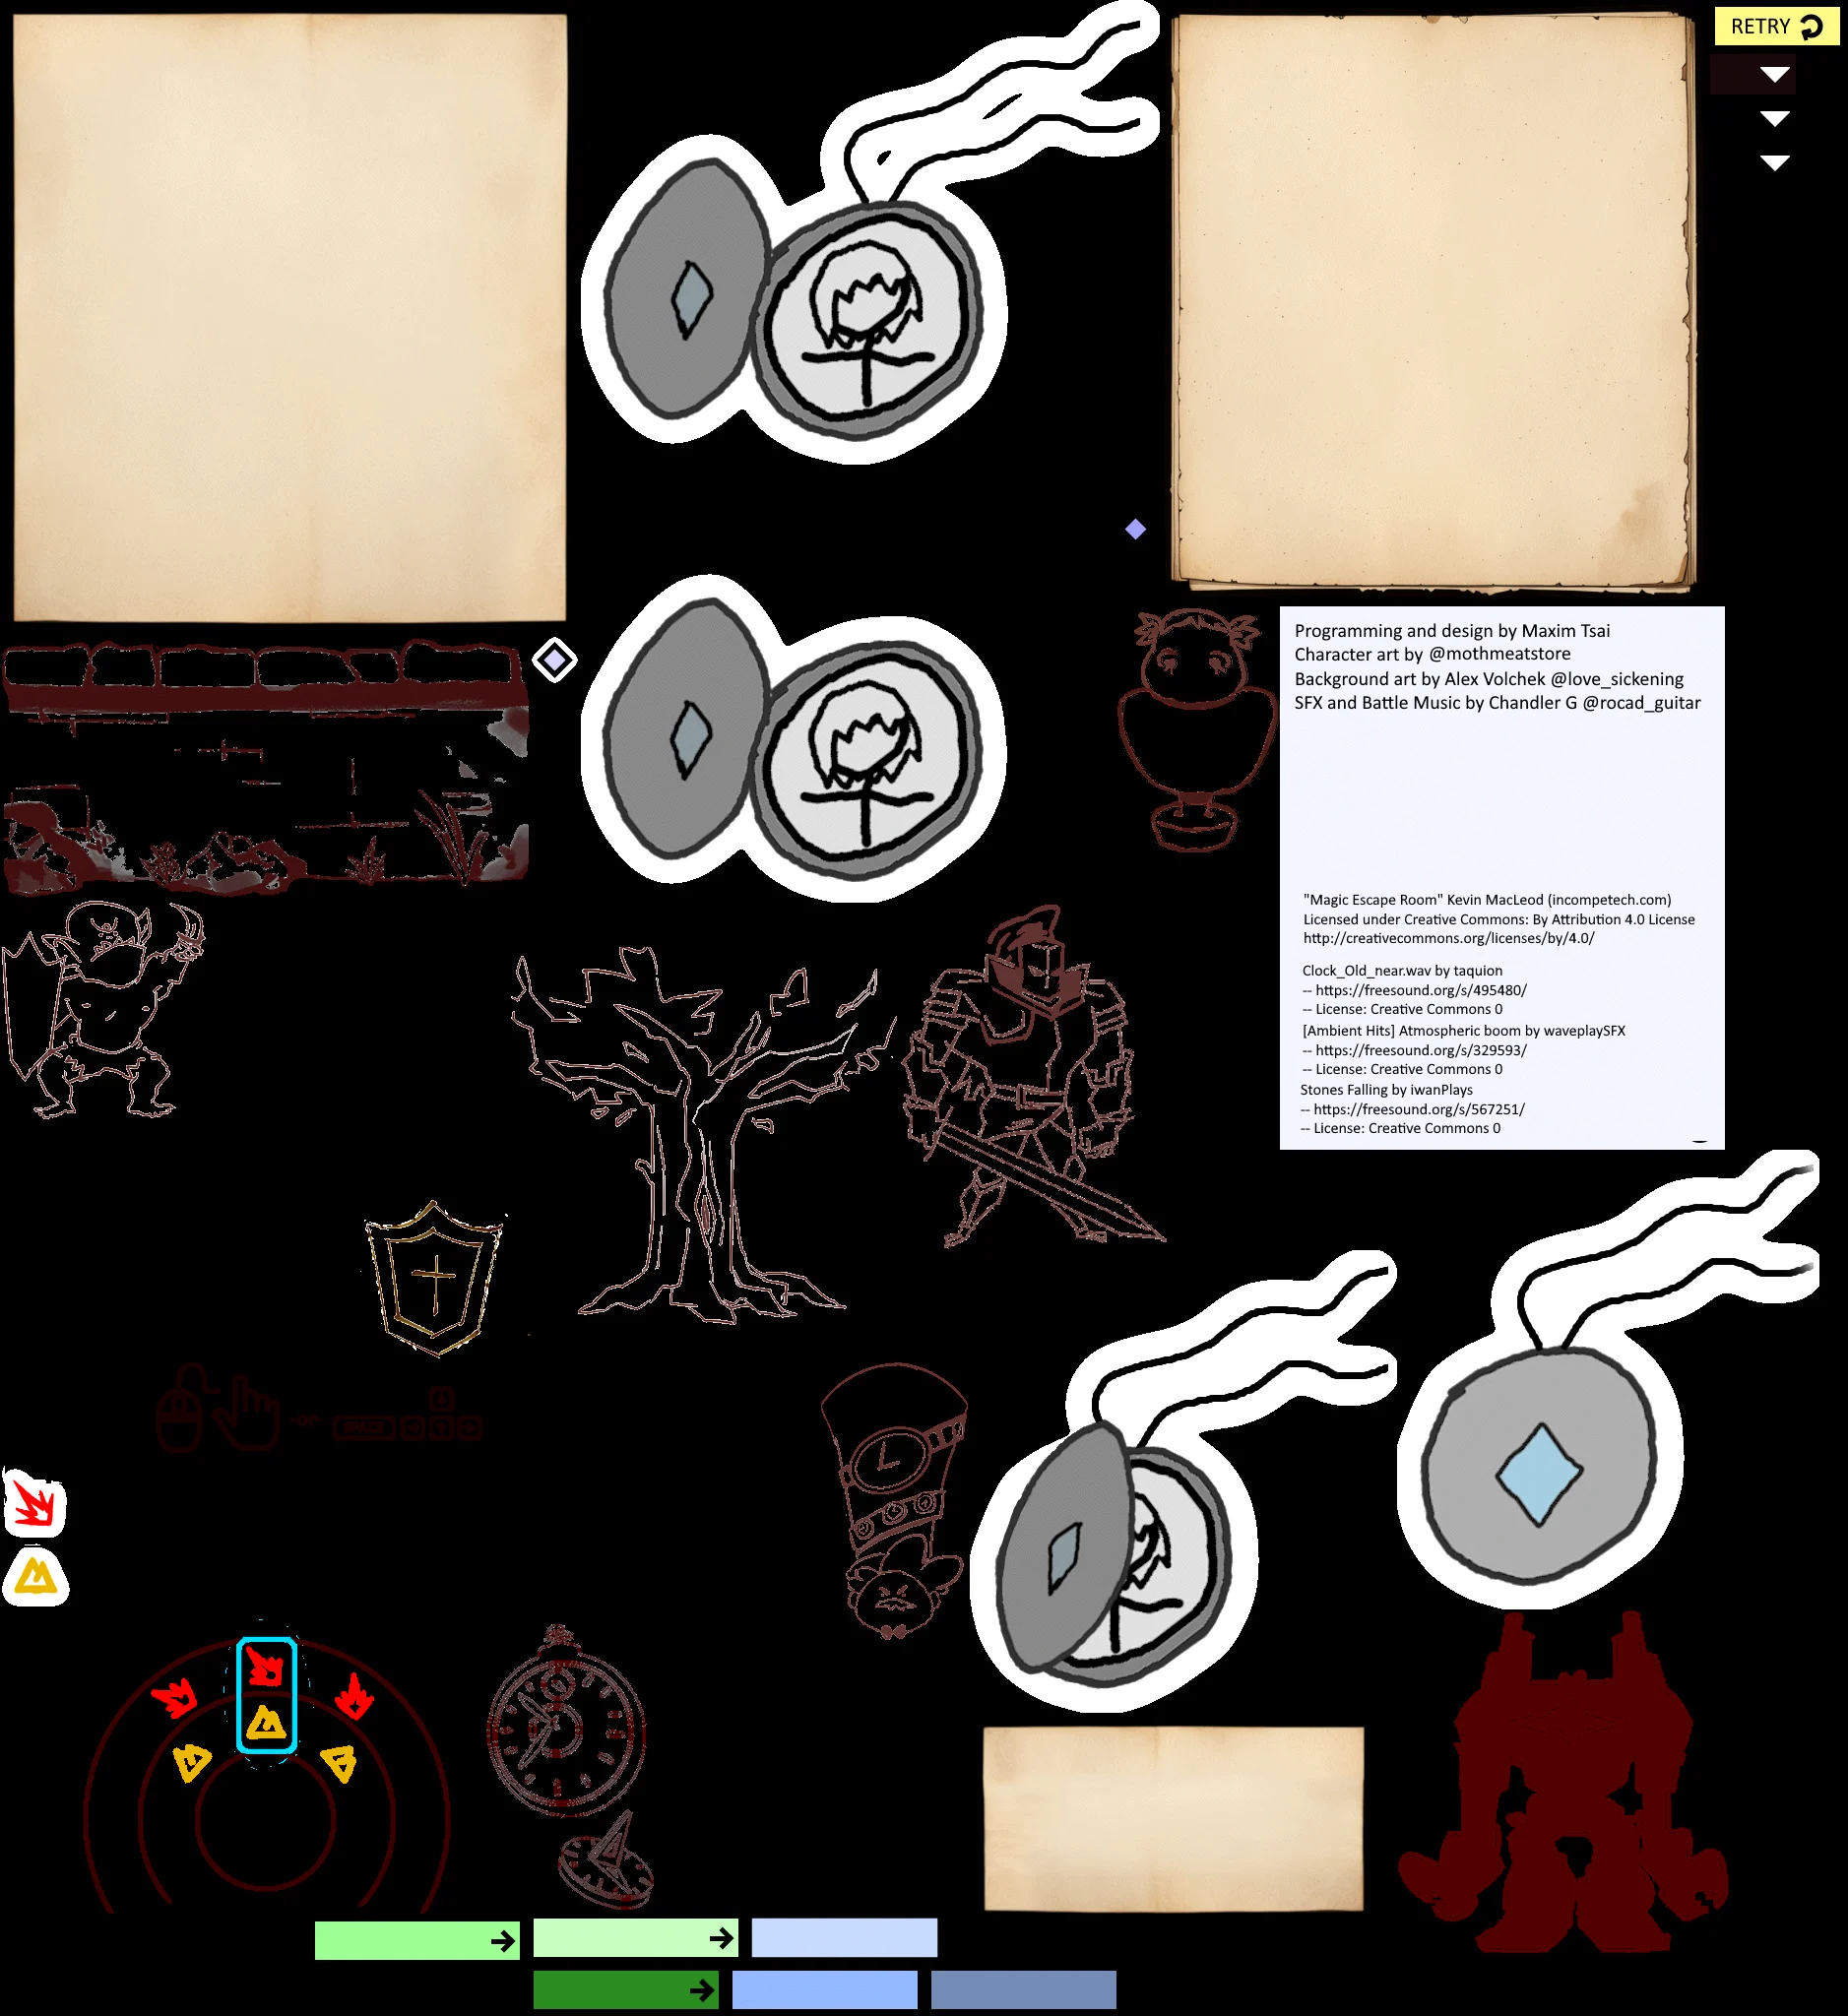 RETRY
Programming and design by Maxim Tsai
Character art by @mothmeatstore
Background art by Alex Volchek @love_sickening
SFX and Battle Music by Chandler G @rocad_guitar
"Magic Escape Room" Kevin MacLeod (incompetech.com)
Licensed under Creative Commons: By Attribution 4.0 License
http://creativecommons.org/licenses/by/4.0/
Clock_Old_near.wav by taquion
-- https://freesound.org/s/495480/
-- License: Creative Commons 0
[Ambient Hits] Atmospheric boom by waveplaySFX
-- https://freesound.org/s/329593/
-- License: Creative Commons 0
Stones Falling by iwanPlays
-- https://freesound.org/s/567251/
-- License: Creative Commons 0
-or-